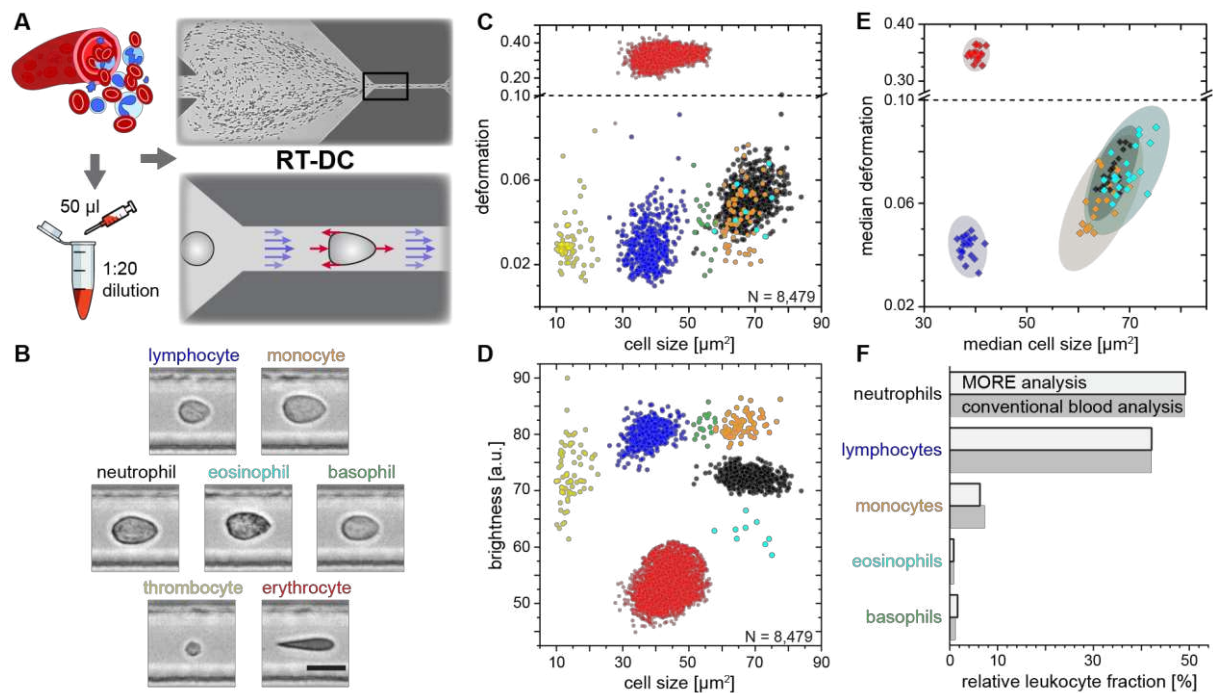 A
RT-DC
50 µl
1:20
dilution
B
lymphocyte
monocyte
neutrophil
eosinophil
basophil
thrombocyte
erythrocyte
C
0.40
0.20
0.10
0.06
0.02
deformation
N = 8,479
10 30 50 70 90
cell size [µm²]
D
90
80
70
60
50
brightness [a.u.]
N = 8,479
10 30 50 70 90
cell size [µm²]
E
0.40
0.30
0.10
0.06
0.02
median deformation
30 50 70
median cell size [µm²]
F
neutrophils
MORE analysis
conventional blood analysis
lymphocytes
monocytes
eosinophils
basophils
0 10 30 50
relative leukocyte fraction [%]